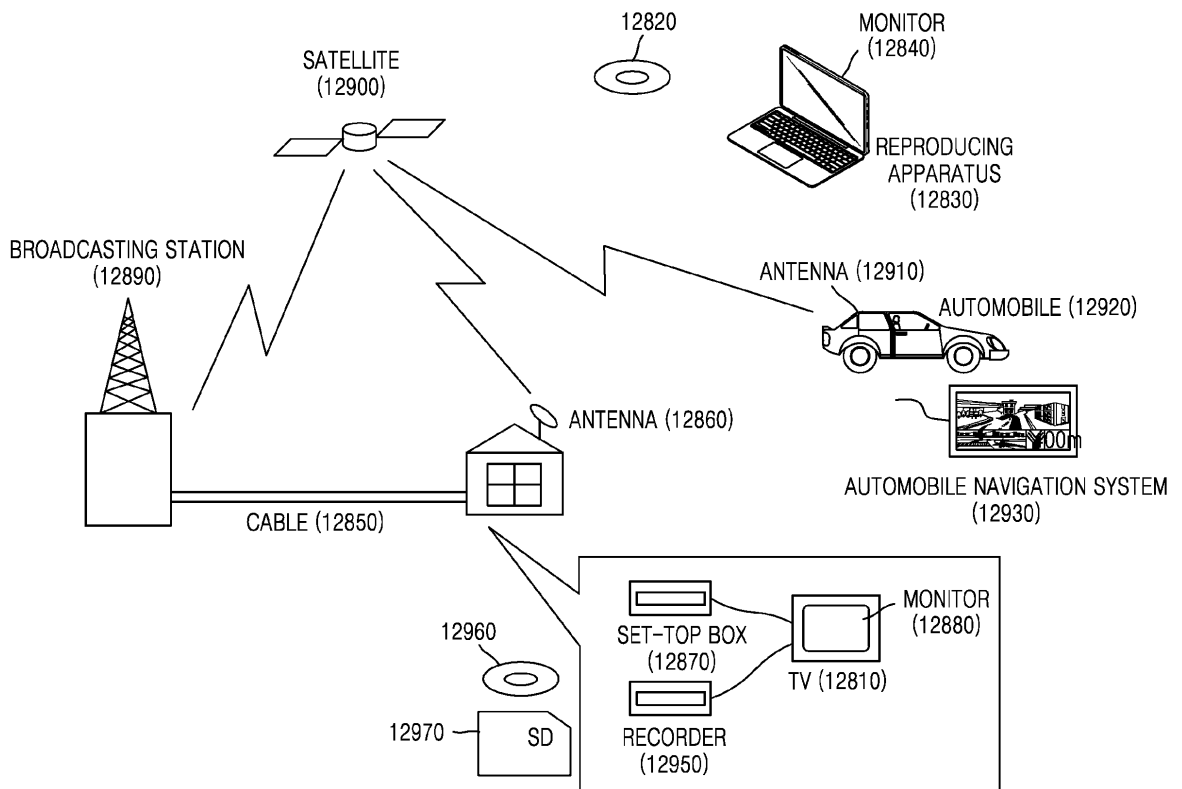 12820
MONITOR
(12840)
SATELLITE
(12900)
REPRODUCING
APPARATUS
(12830)
BROADCASTING STATION
(12890)
ANTENNA (12910)
AUTOMOBILE (12920)
ANTENNA (12860)
00m
AUTOMOBILE NAVIGATION SYSTEM
(12930)
CABLE (12850)
MONITOR
(12880)
SET-TOP BOX
(12870)
TV (12810)
12960
12970
SD
RECORDER
(12950)